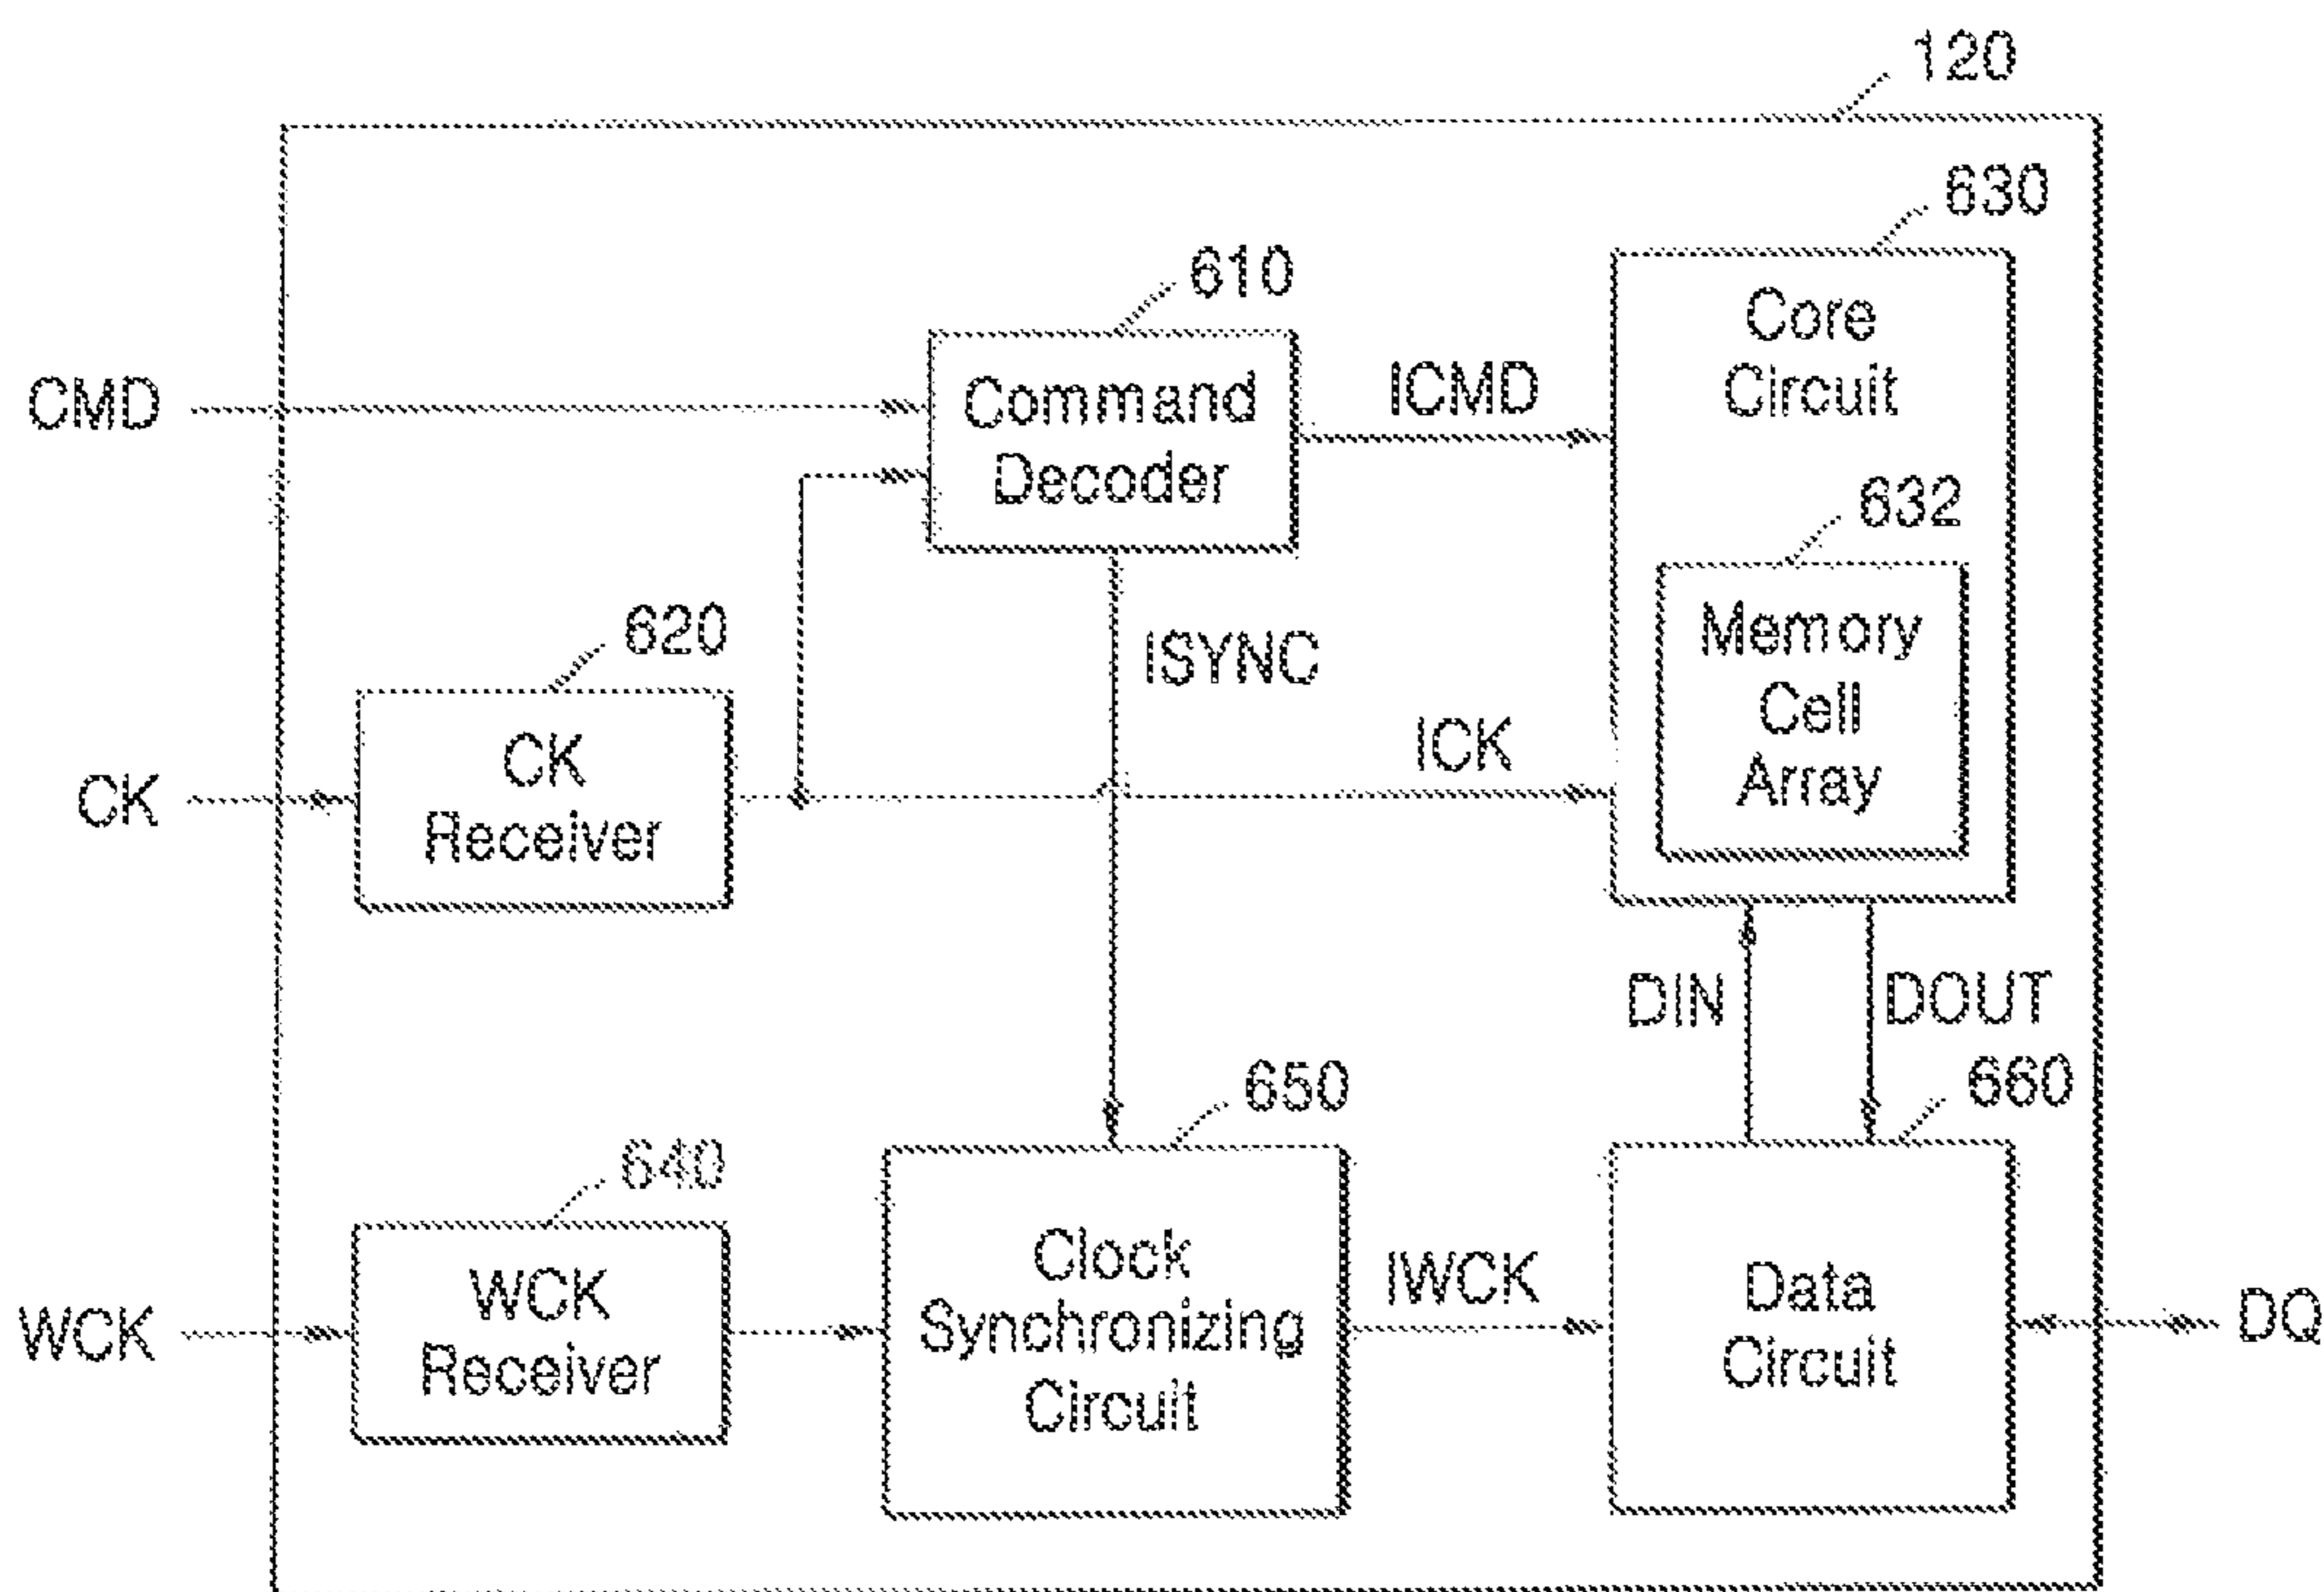 120
630
610
Core
Circuit
CMD
Command
Decoder
ICMD
632
620
ISYNC
Memory
Cell
Array
CK
CK
Receiver
ICK
DIN
DOUT
650
660
640
WCK
WCK
Receiver
Clock
Synchronizing
Circuit
IWCK
Data
Circuit
DQ